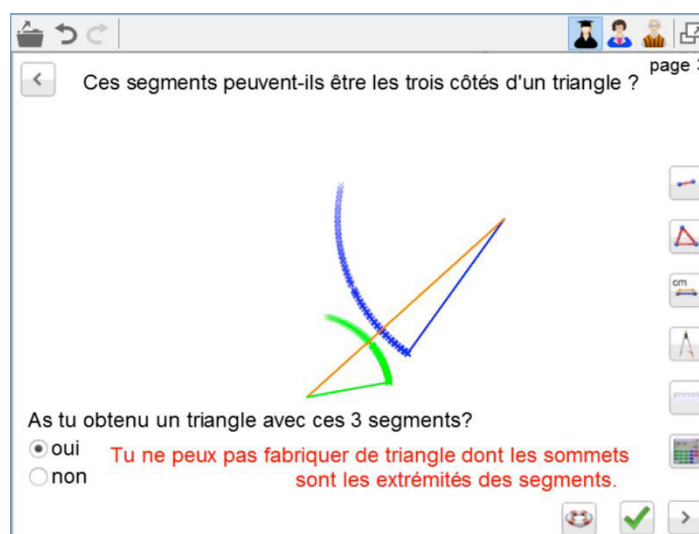 page 3
Ces segments peuvent-ils être les trois côtés d'un triangle ?
cm
As tu obtenu un triangle avec ces 3 segments?
oui
non
Tu ne peux pas fabriquer de triangle dont les sommets
sont les extrémités des segments.